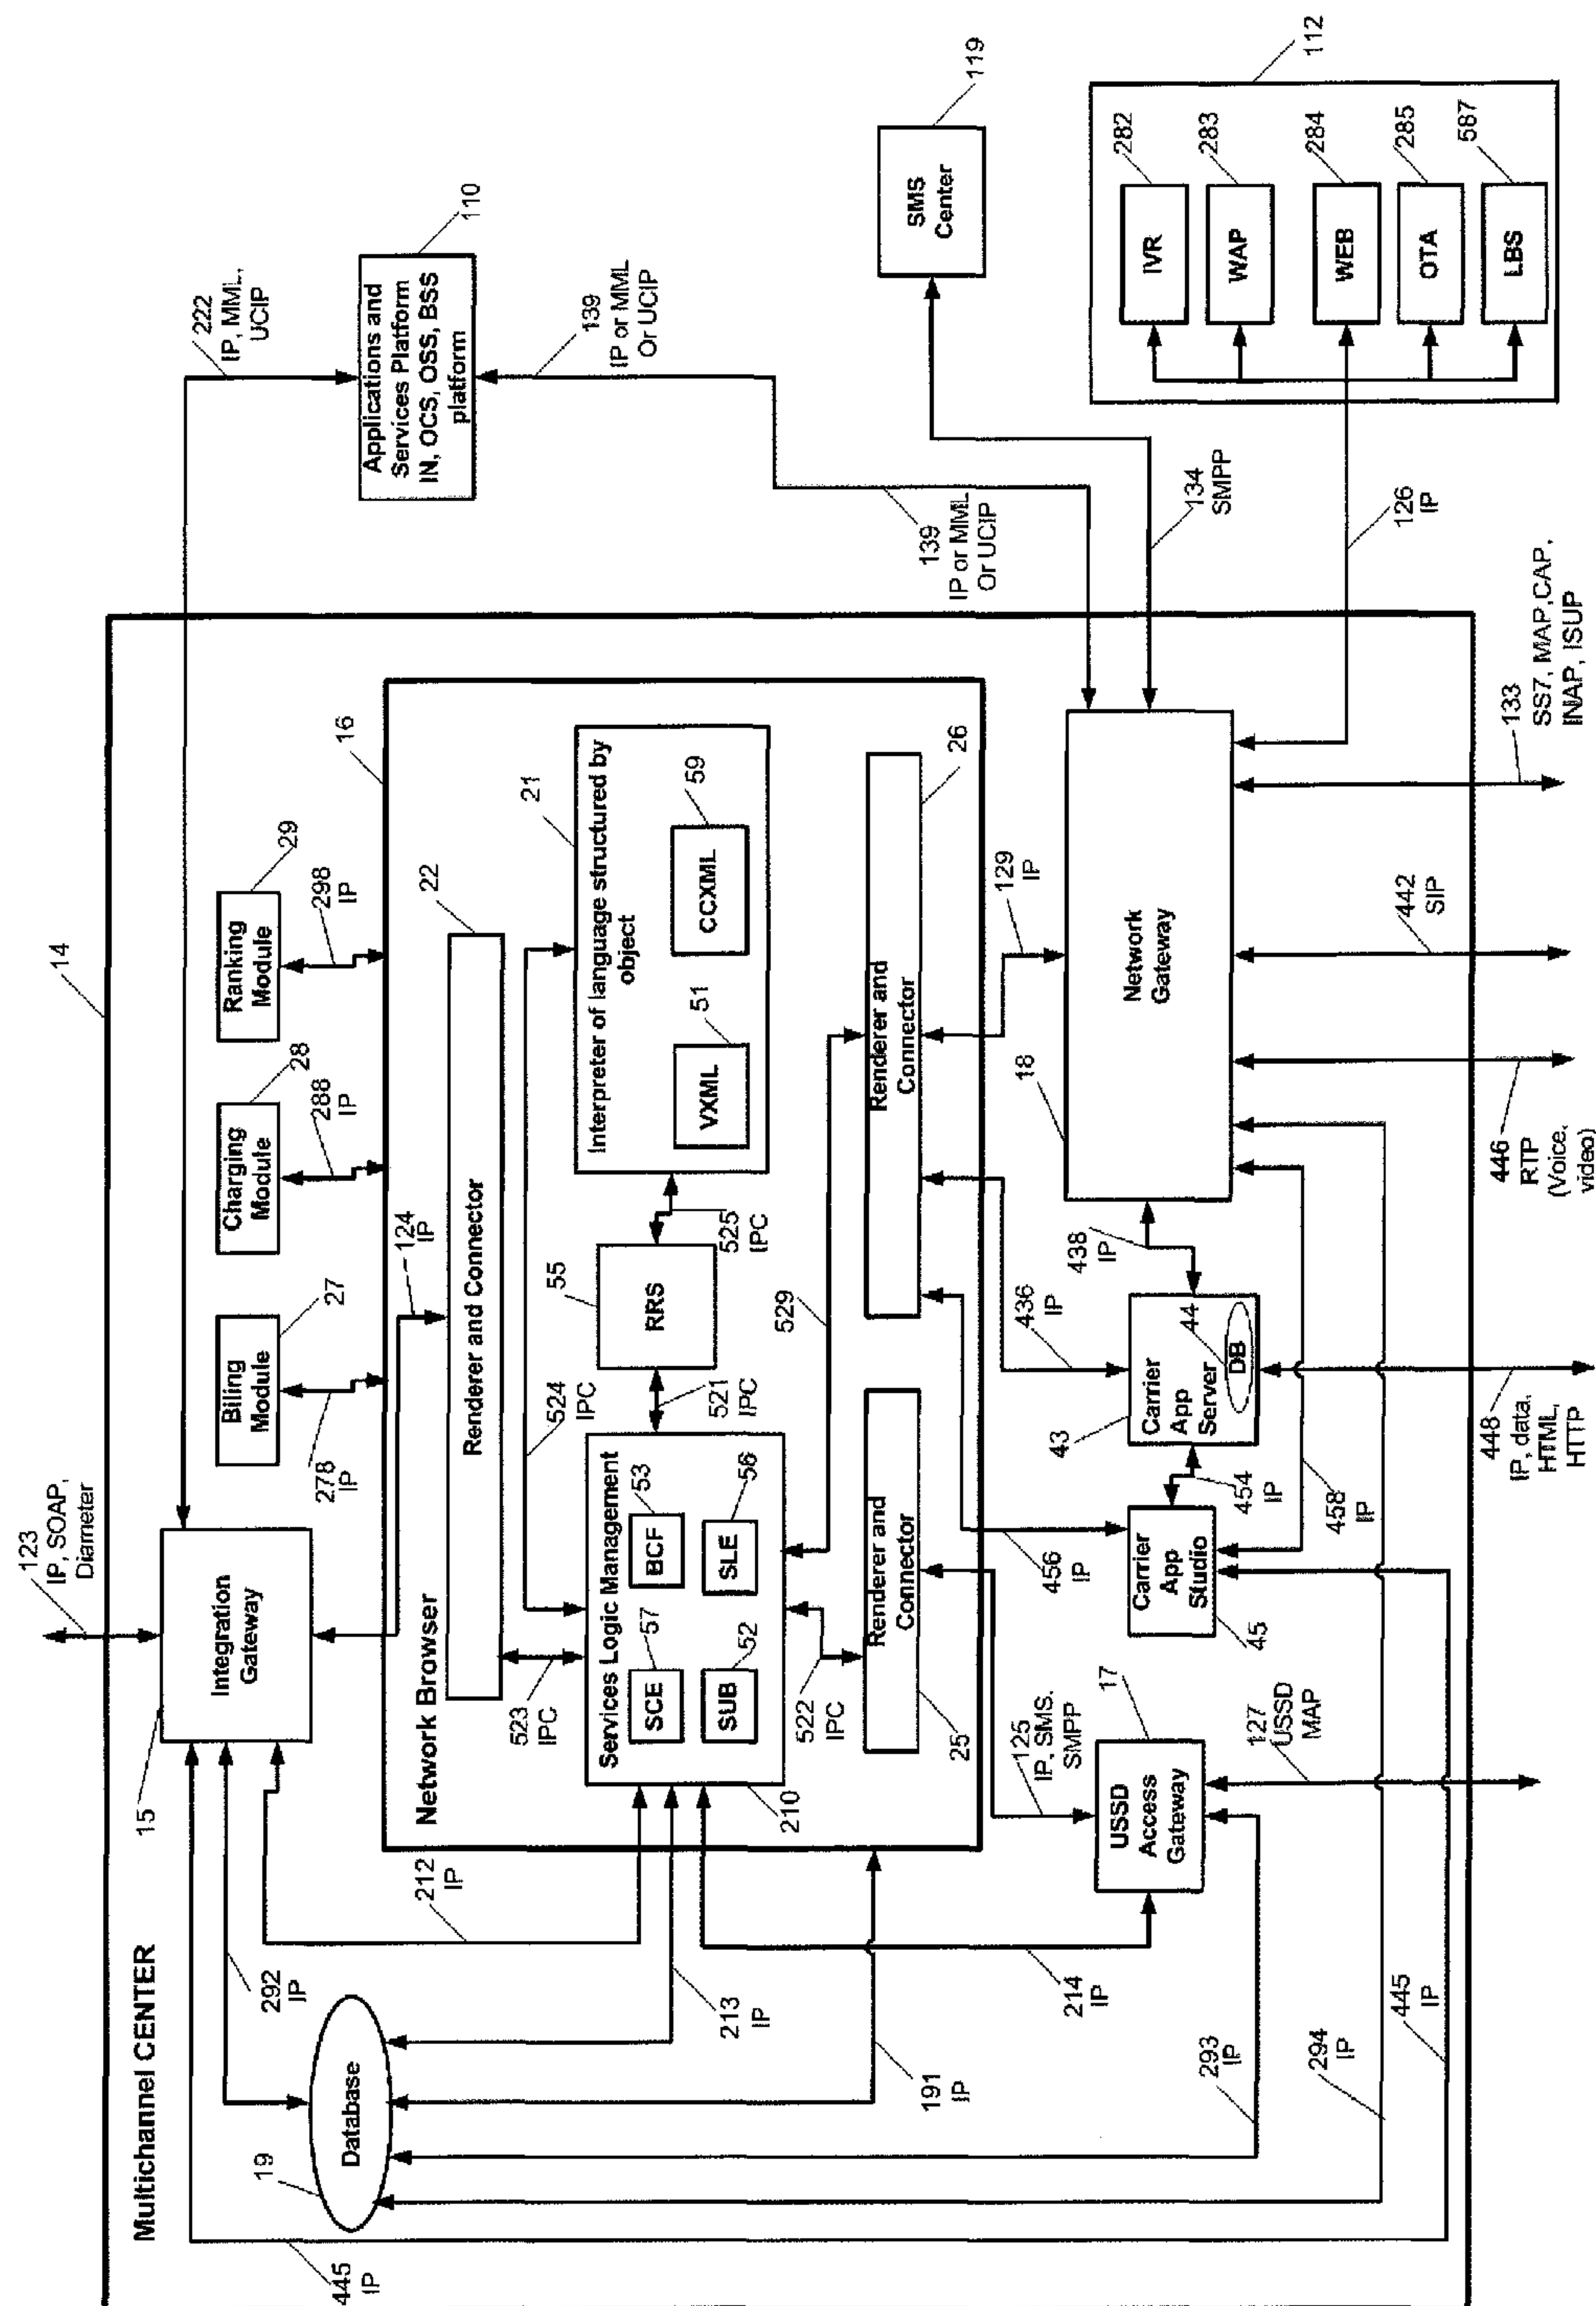 Multichannel CENTER
14
123
IP, SOAP,
Diameter
Integration
Gateway
15
222
IP, MML,
UCIP
Applications and
Services Platform
IN, OCS, OSS, BSS
platform
110
139
IP or MML
Or UCIP
139
IP or MML
Or UCIP
Biling
Module
27
278
IP
Charging
Module
28
288
IP
Ranking
Module
29
298
IP
445
IP
292
IP
Database
19
212
IP
213
IP
214
IP
191
IP
293
IP
294
IP
445
IP
Network Browser
16
124
IP
Renderer and Connector
22
523
IPC
524
IPC
Services Logic Management
SCE
57
BCF
53
SUB
52
SLE
56
210
521
IPC
RRS
55
525
IPC
Interpreter of language structured by
object
21
VXML
51
CCXML
59
522
IPC
529
Renderer and
Connector
25
Renderer and
Connector
26
125
IP, SMS.
SMPP
USSD
Access
Gateway
17
127
USSD
MAP
456
IP
Carrier
App
Studio
45
454
IP
436
IP
Carrier
App
Server
43
44
DB
438
IP
458
IP
448
IP, data,
HTML,
HTTP
129
IP
Network
Gateway
18
446
RTP
(Voice,
video)
442
SIP
133
SS7, MAP,CAP,
INAP, ISUP
134
SMPP
SMS
Center
119
126
IP
112
IVR
282
WAP
283
WEB
284
OTA
285
LBS
587